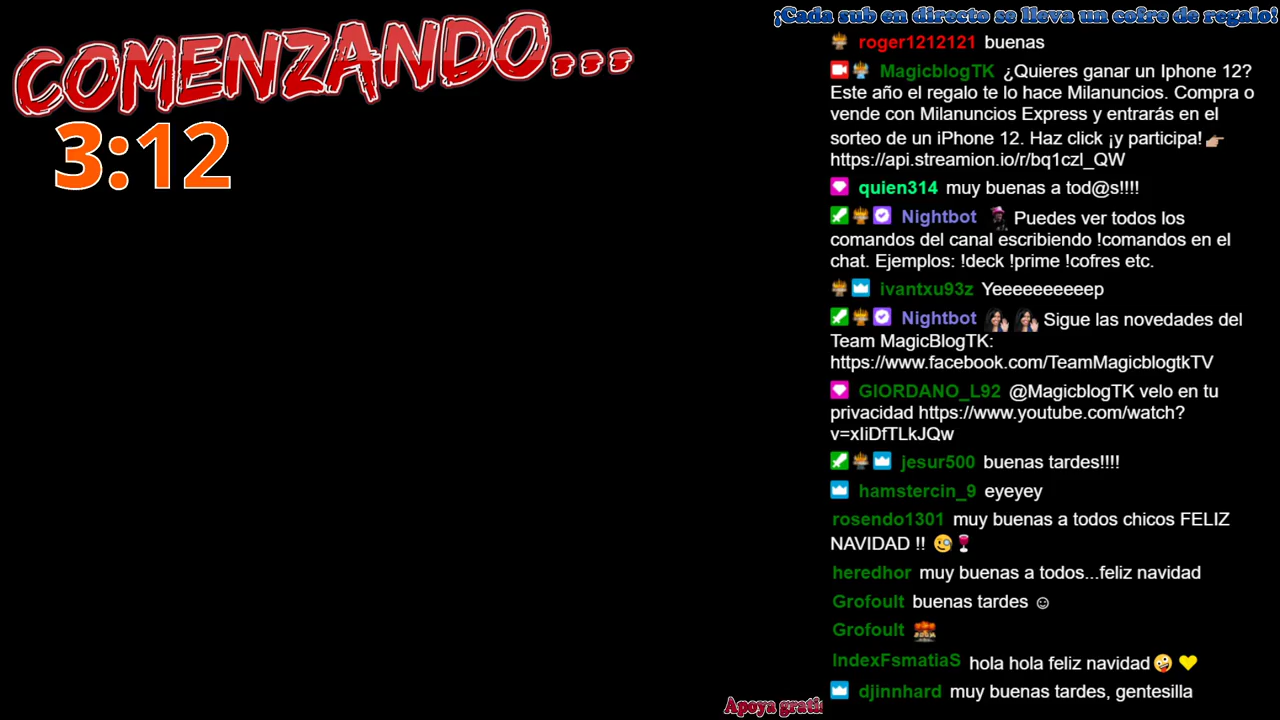 COMENZANDO...
3:12
¡Cada sub en directo se lleva un cofre de regalo!
roger1212121 buenas
MagicblogTK ¿Quieres ganar un Iphone 12?
Este año el regalo te lo hace Milanuncios. Compra o
vende con Milanuncios Express y entrarás en el
sorteo de un iPhone 12. Haz click ¡y participa!👉
https://api.streamion.io/r/bq1czl_QW
quien314 muy buenas a tod@s!!!!
Nightbot Puedes ver todos los
comandos del canal escribiendo !comandos en el
chat. Ejemplos: !deck !prime !cofres etc.
ivantxu93z Yeeeeeeeeeep
Nightbot Sigue las novedades del
Team MagicBlogTK:
https://www.facebook.com/TeamMagicblogtkTV
GIORDANO_L92 @MagicblogTK velo en tu
privacidad https://www.youtube.com/watch?
v=xIiDfTLkJQw
jesur500 buenas tardes!!!!
hamstercin_9 eyeyey
rosendo1301 muy buenas a todos chicos FELIZ
NAVIDAD !! 🧐🍷
heredhor muy buenas a todos...feliz navidad
Grofoult buenas tardes ☺
Grofoult
IndexFsmatiaS hola hola feliz navidad🤪 💛
djinnhard muy buenas tardes, gentesilla
Apoya gratis